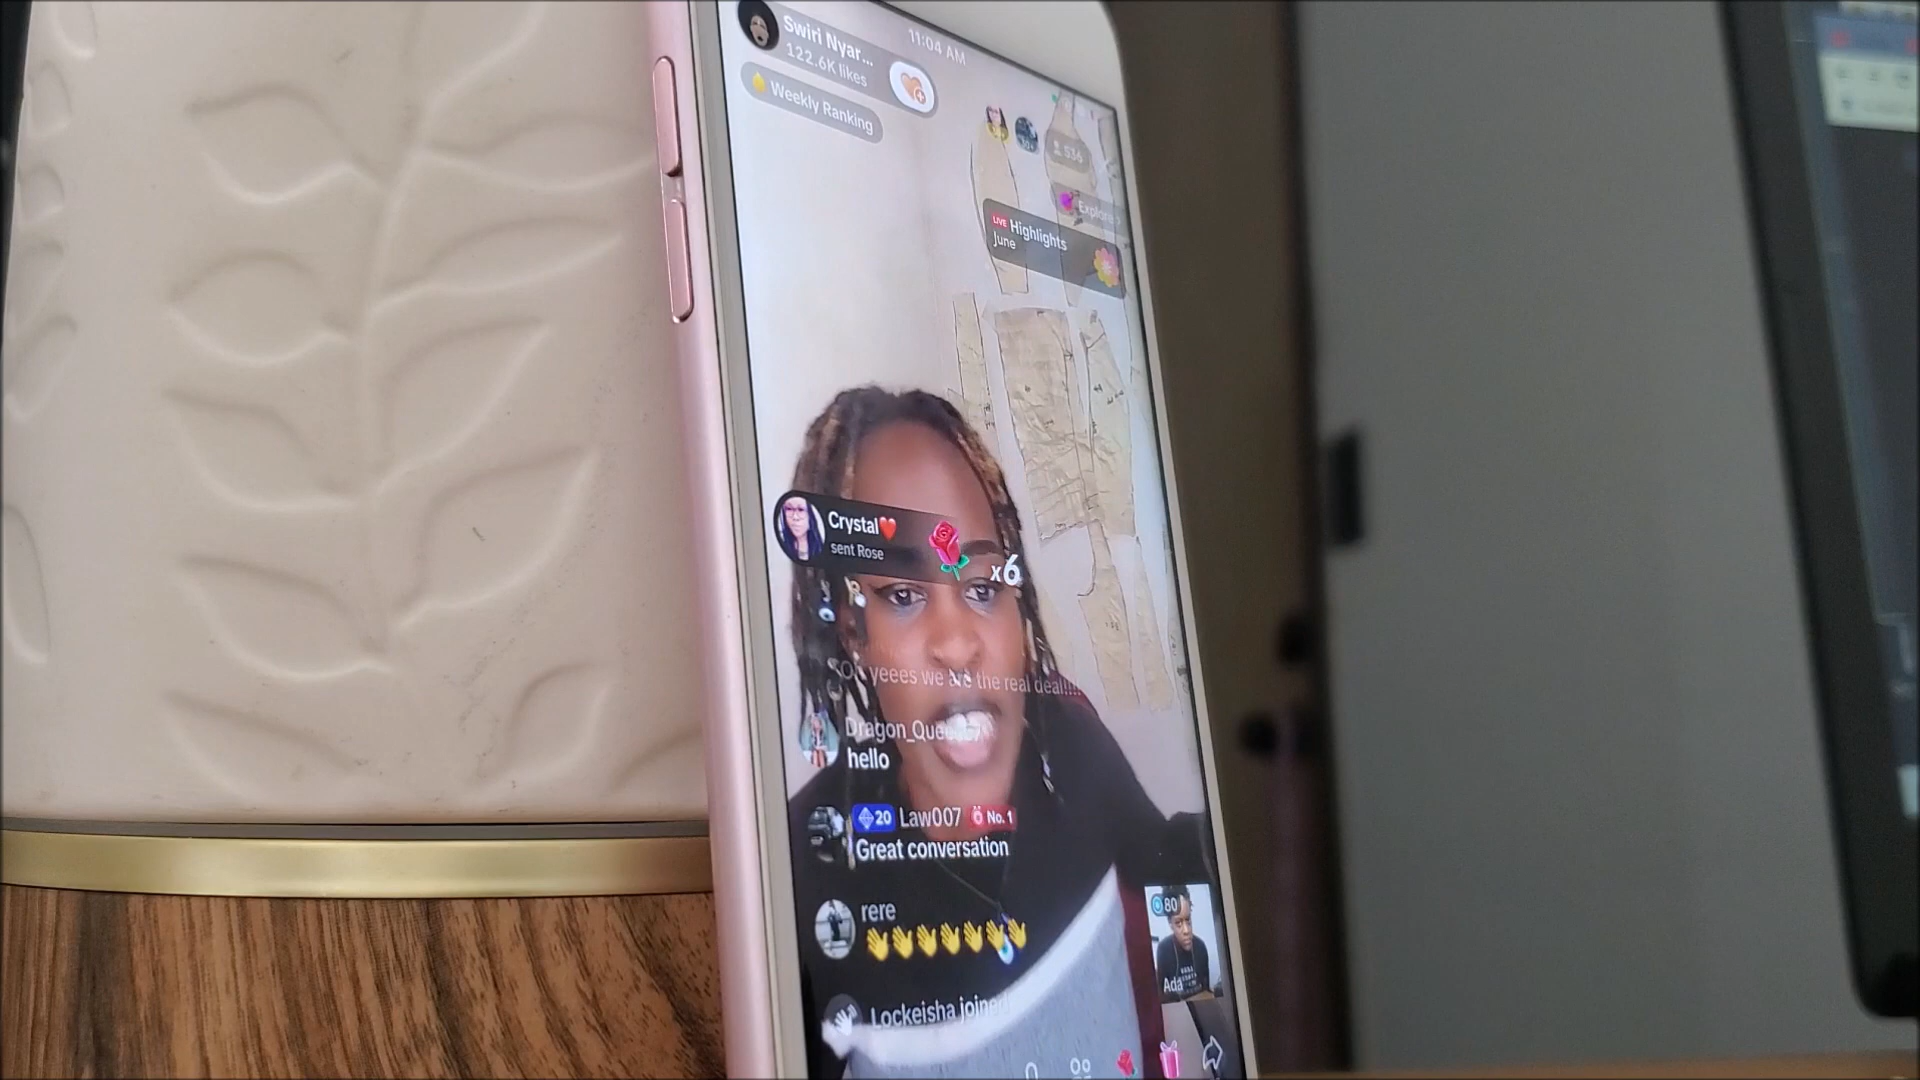 Swiri Nyar...
11:04 AM
122.6K likes
Weekly Ranking
536
Explore
LIVE Highlights
June
Crystal❤️
sent Rose
x6
yeees we are the real deal!!!!
hello
20 Law007 No. 1
Great conversation
rere
👋👋👋👋👋👋👋
80
Ada
Lockeisha joined